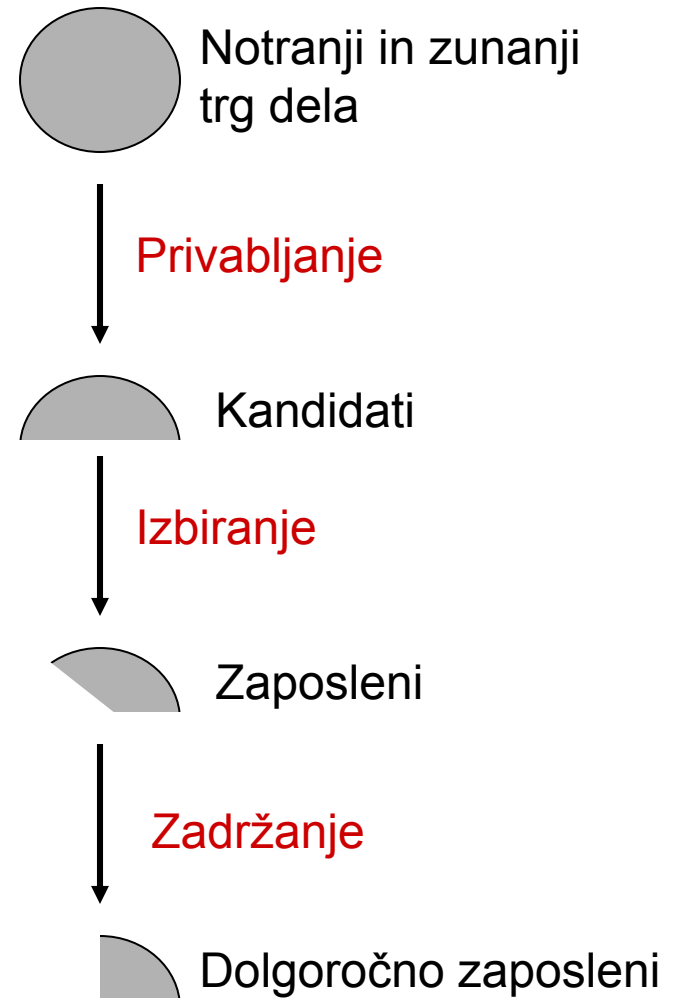 Notranji in zunanji
trg dela
Privabljanje
Kandidati
Izbiranje
Zaposleni
Zadržanje
Dolgoročno zaposleni